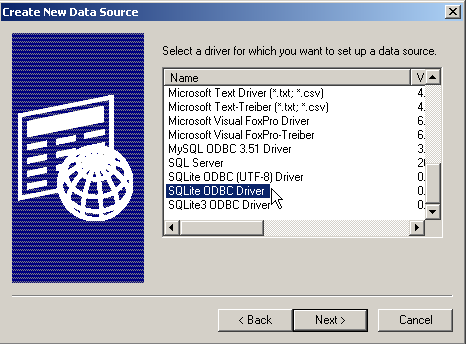 Create New Data Source
Select a driver for which you want to set up a data source.
Name V
Microsoft Text Driver (*.txt; *.csv) 4.
Microsoft Text-Treiber (*.txt; *.csv) 4.
Microsoft Visual FoxPro Driver 6.
Microsoft Visual FoxPro-Treiber 6.
MySQL ODBC 3.51 Driver 3.
SQL Server 20
SQLite ODBC (UTF-8) Driver 0.
SQLite ODBC Driver 0.
SQLite3 ODBC Driver 0.
< Back Next > Cancel